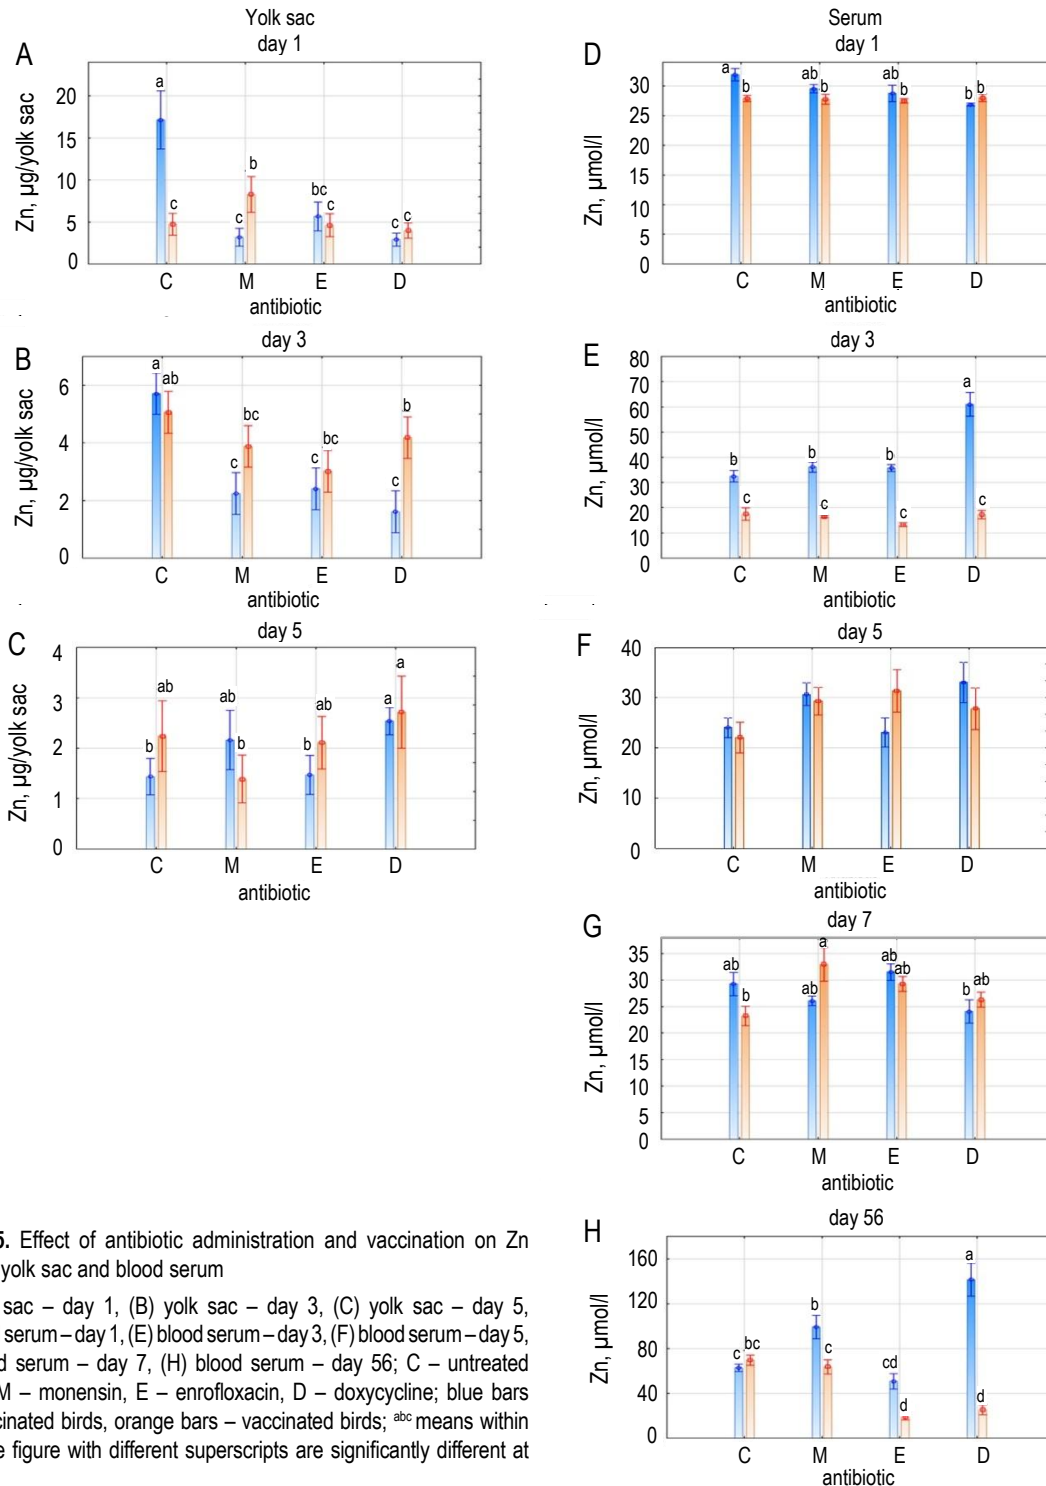 Yolk sac
day 1
A
Zn, µg/yolk sac
20
15
10
5
0
a
c
c
b
bc
c
c
c
C M E D
antibiotic
day 3
B
Zn, µg/yolk sac
6
4
2
0
a
ab
c
bc
c
bc
c
b
C M E D
antibiotic
day 5
C
Zn, µg/yolk sac
4
3
2
1
0
b
ab
ab
b
b
ab
a
a
C M E D
antibiotic
Serum
day 1
D
Zn, µmol/l
30
25
20
15
10
5
0
a
b
ab
b
ab
b
b
b
C M E D
antibiotic
day 3
E
Zn, µmol/l
80
70
60
50
40
30
20
10
0
b
c
b
c
b
c
a
c
C M E D
antibiotic
day 5
F
Zn, µmol/l
40
30
20
10
0
C M E D
antibiotic
day 7
G
Zn, µmol/l
35
30
25
20
15
10
5
0
ab
b
ab
a
ab
ab
b
ab
C M E D
antibiotic
day 56
H
Zn, µmol/l
160
120
80
40
0
c
bc
b
c
cd
d
a
d
C M E D
antibiotic
5. Effect of antibiotic administration and vaccination on Zn
yolk sac and blood serum
sac – day 1, (B) yolk sac – day 3, (C) yolk sac – day 5,
serum – day 1, (E) blood serum – day 3, (F) blood serum – day 5,
d serum – day 7, (H) blood serum – day 56; C – untreated
M – monensin, E – enrofloxacin, D – doxycycline; blue bars
cinated birds, orange bars – vaccinated birds; abc means within
e figure with different superscripts are significantly different at